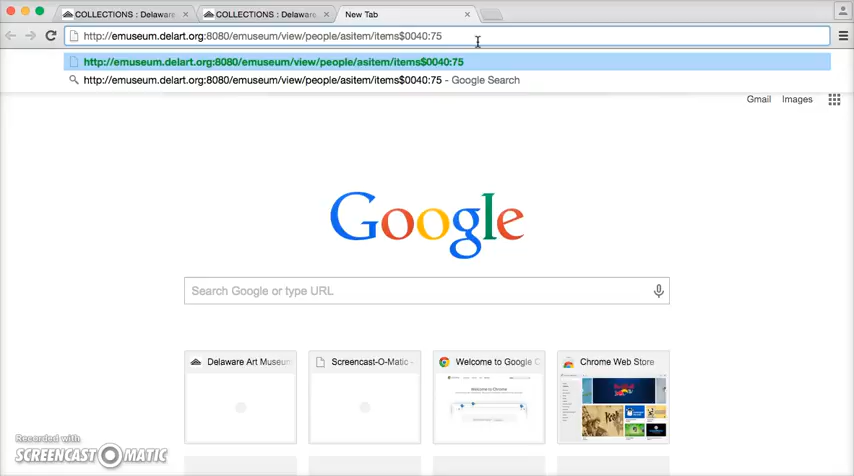 COLLECTIONS : Delaware
COLLECTIONS : Delaware
New Tab
http://emuseum.delart.org:8080/emuseum/view/people/asitem/items$0040:75
http://emuseum.delart.org:8080/emuseum/view/people/asitem/items$0040:75
http://emuseum.delart.org:8080/emuseum/view/people/asitem/items$0040:75 - Google Search
Gmail Images
Google
Search Google or type URL
Delaware Art Museum
Screencast-O-Matic -
Welcome to Google C
Chrome Web Store
Welcome to Chrome
Recorded with
SCREENCAST-O-MATIC